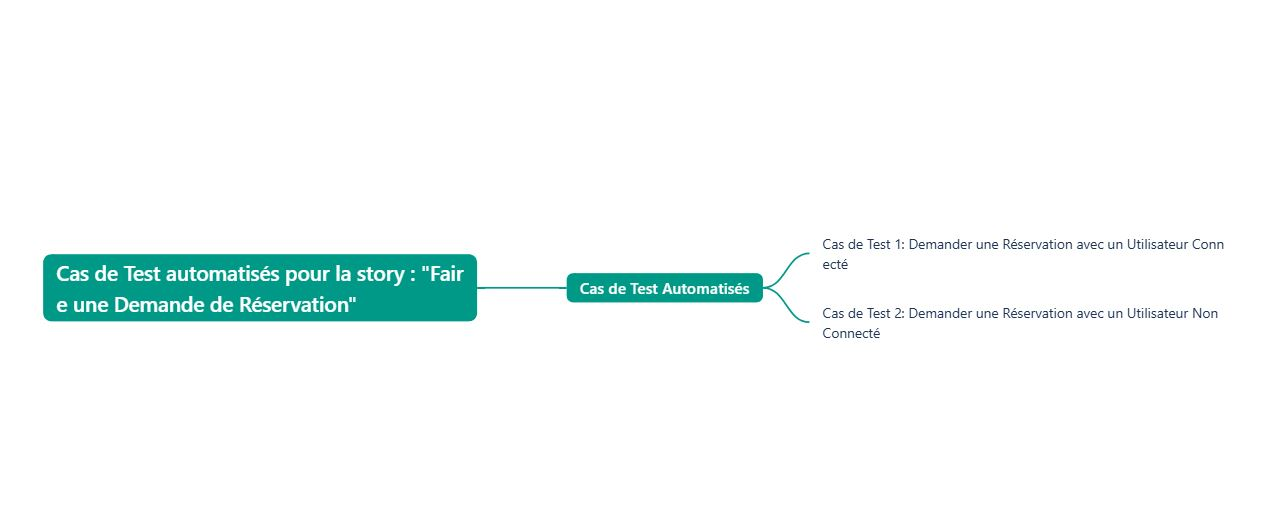 Cas de Test automatisés pour la story : "Fair
e une Demande de Réservation"
Cas de Test Automatisés
Cas de Test 1: Demander une Réservation avec un Utilisateur Conn
ecté
Cas de Test 2: Demander une Réservation avec un Utilisateur Non
Connecté